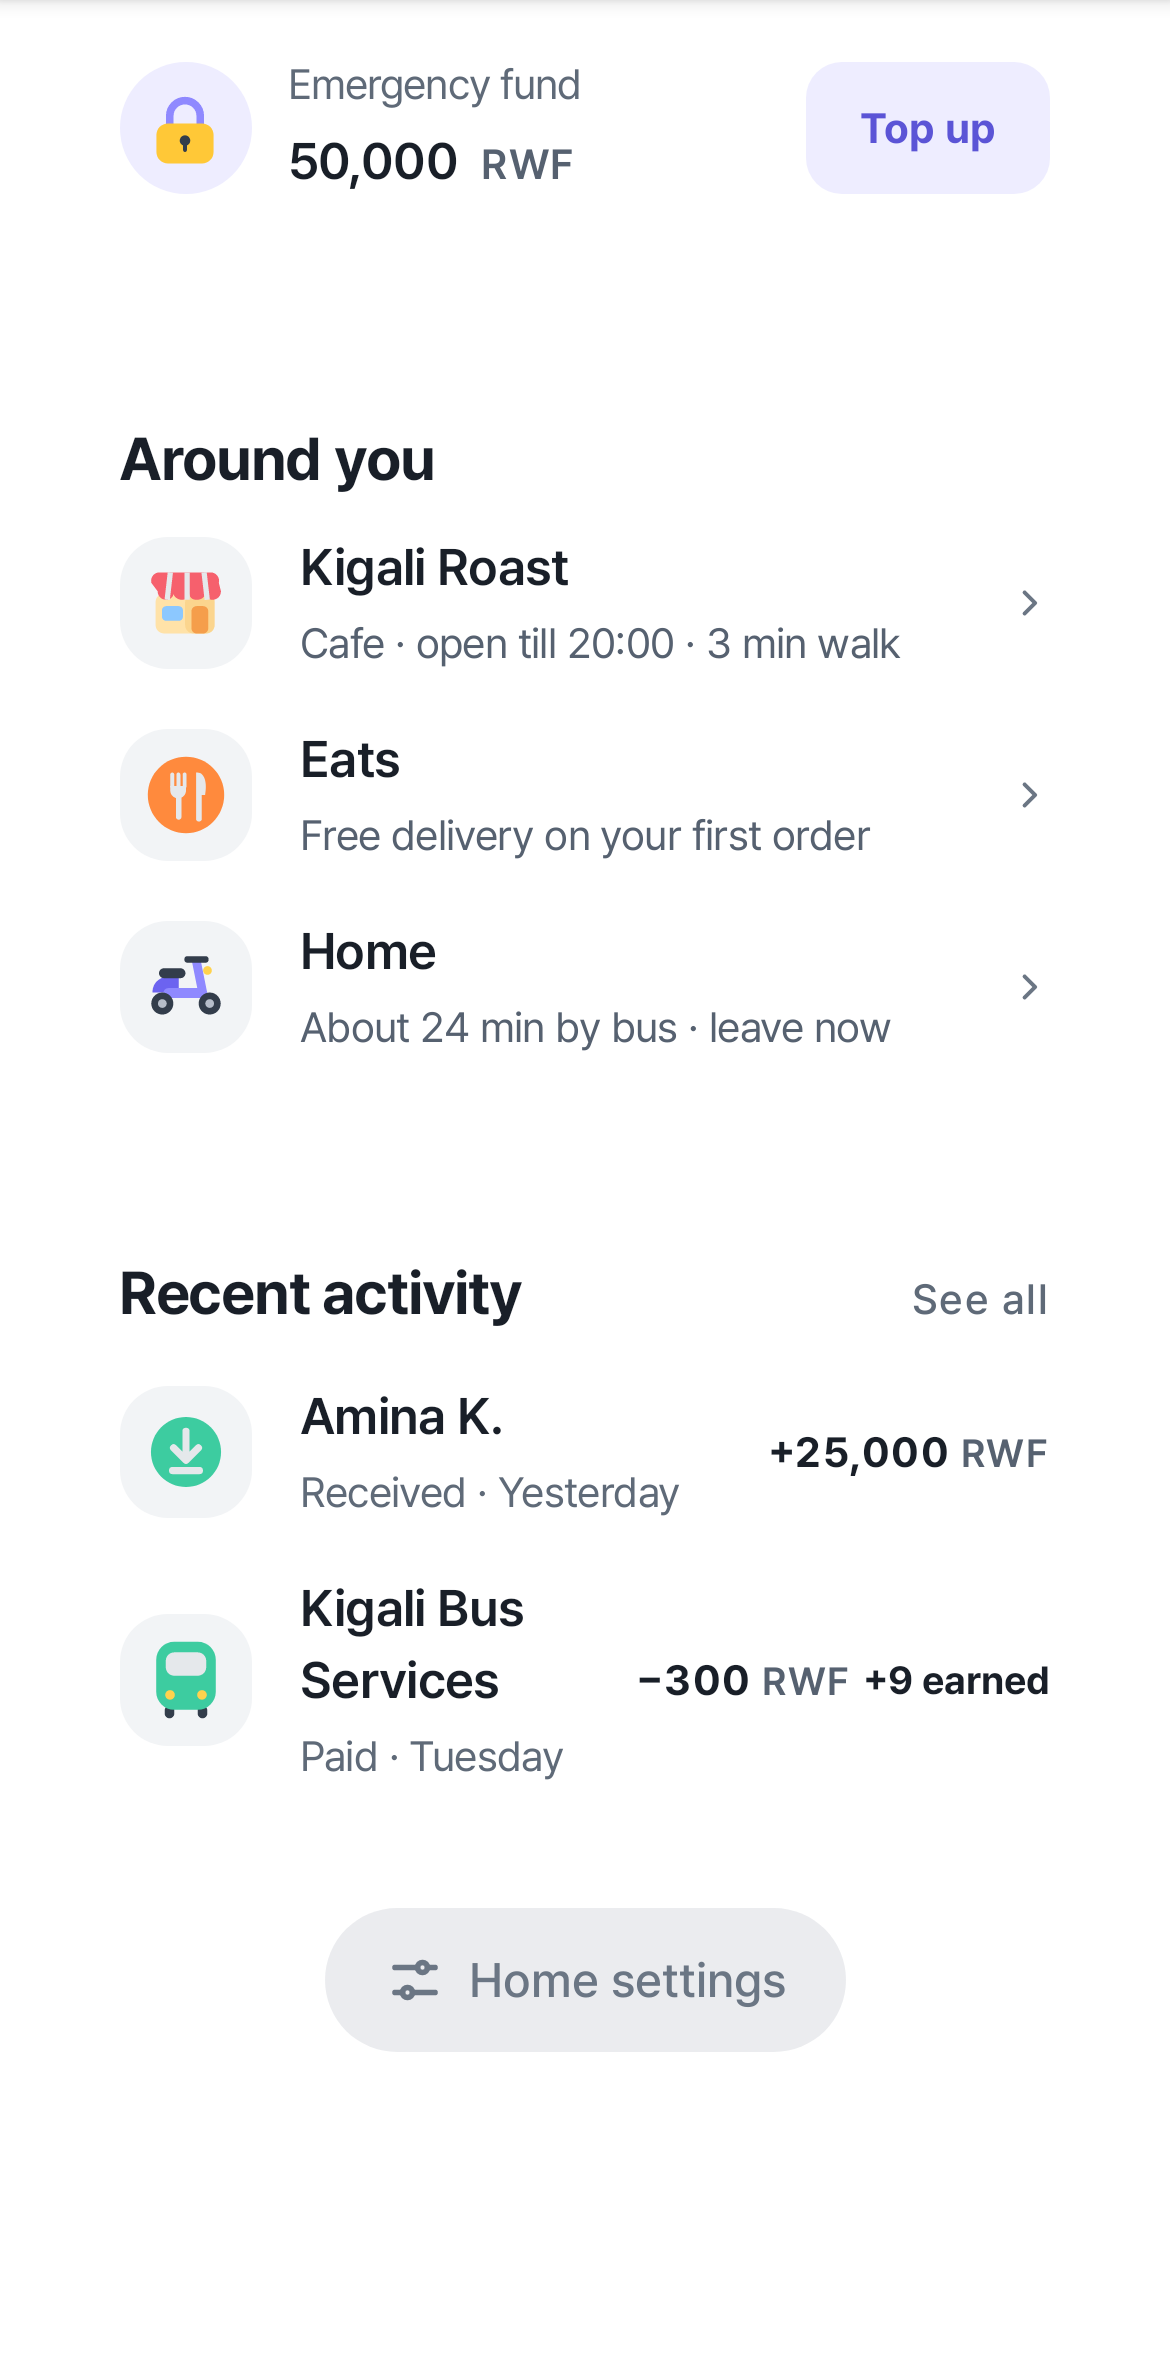 Emergency fund
50,000 RWF
Top up
Around you
Kigali Roast
Cafe · open till 20:00 · 3 min walk
Eats
Free delivery on your first order
Home
About 24 min by bus · leave now
Recent activity
See all
Amina K.
Received · Yesterday
+25,000 RWF
Kigali Bus
Services
Paid · Tuesday
−300 RWF +9 earned
Home settings